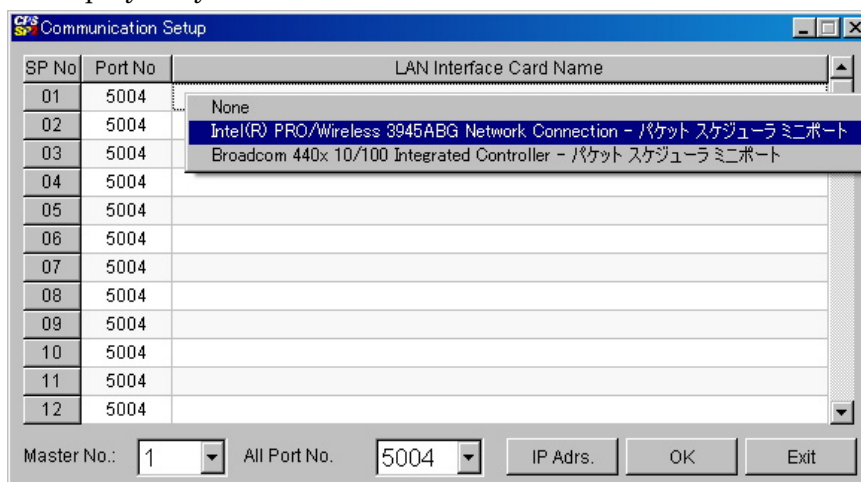 CPS SP Communication Setup
SP No Port No LAN Interface Card Name
01 5004
None
Intel(R) PRO/Wireless 3945ABG Network Connection - パケット スケジューラ ミニポート
02 5004
Broadcom 440x 10/100 Integrated Controller - パケット スケジューラ ミニポート
03 5004
04 5004
05 5004
06 5004
07 5004
08 5004
09 5004
10 5004
11 5004
12 5004
Master No.: 1 All Port No. 5004 IP Adrs. OK Exit